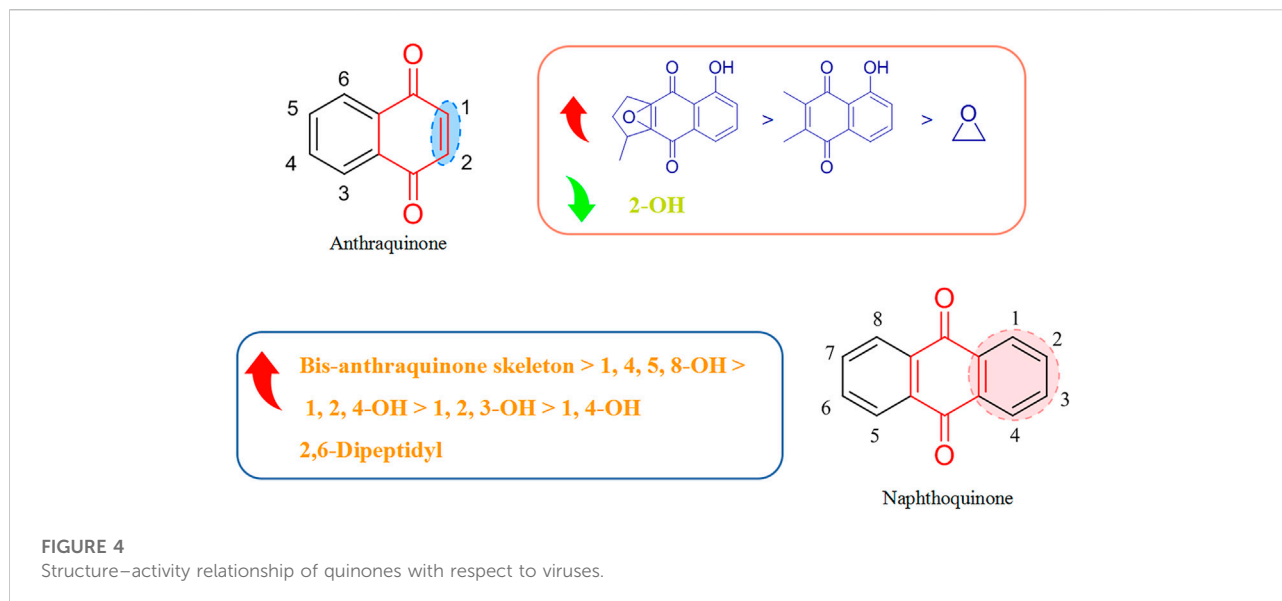 O
6
1
5
4
2
3
O
Anthraquinone
O
OH
O
O
>
O
OH
O
>
O
2-OH
Bis-anthraquinone skeleton > 1, 4, 5, 8-OH >
1, 2, 4-OH > 1, 2, 3-OH > 1, 4-OH
2,6-Dipeptidyl
O
8
1
7
2
6
3
5
4
O
Naphthoquinone
FIGURE 4
Structure–activity relationship of quinones with respect to viruses.